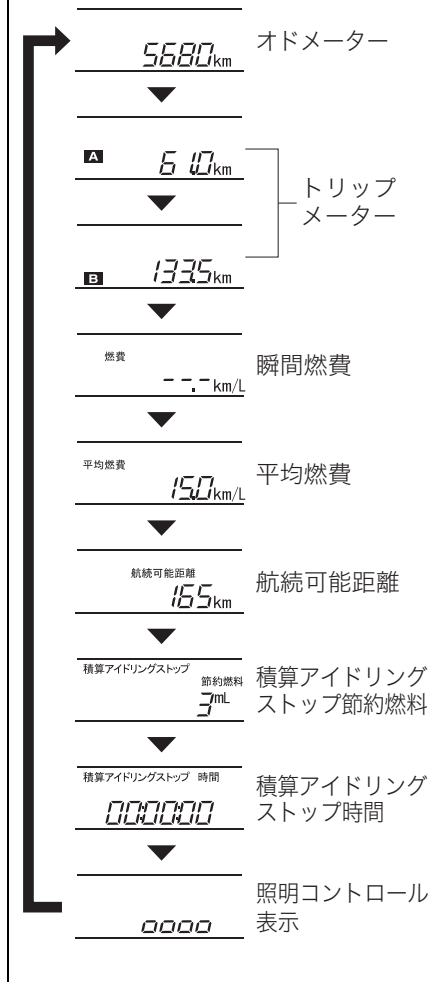 5680km
オドメーター
A
61.0km
B
133.5km
トリップ
メーター
燃費
--.-km/L
瞬間燃費
平均燃費
15.0km/L
平均燃費
航続可能距離
165km
航続可能距離
積算アイドリングストップ
節約燃料
3mL
積算アイドリング
ストップ節約燃料
積算アイドリングストップ 時間
00:00:00
積算アイドリング
ストップ時間
oooo
照明コントロール
表示